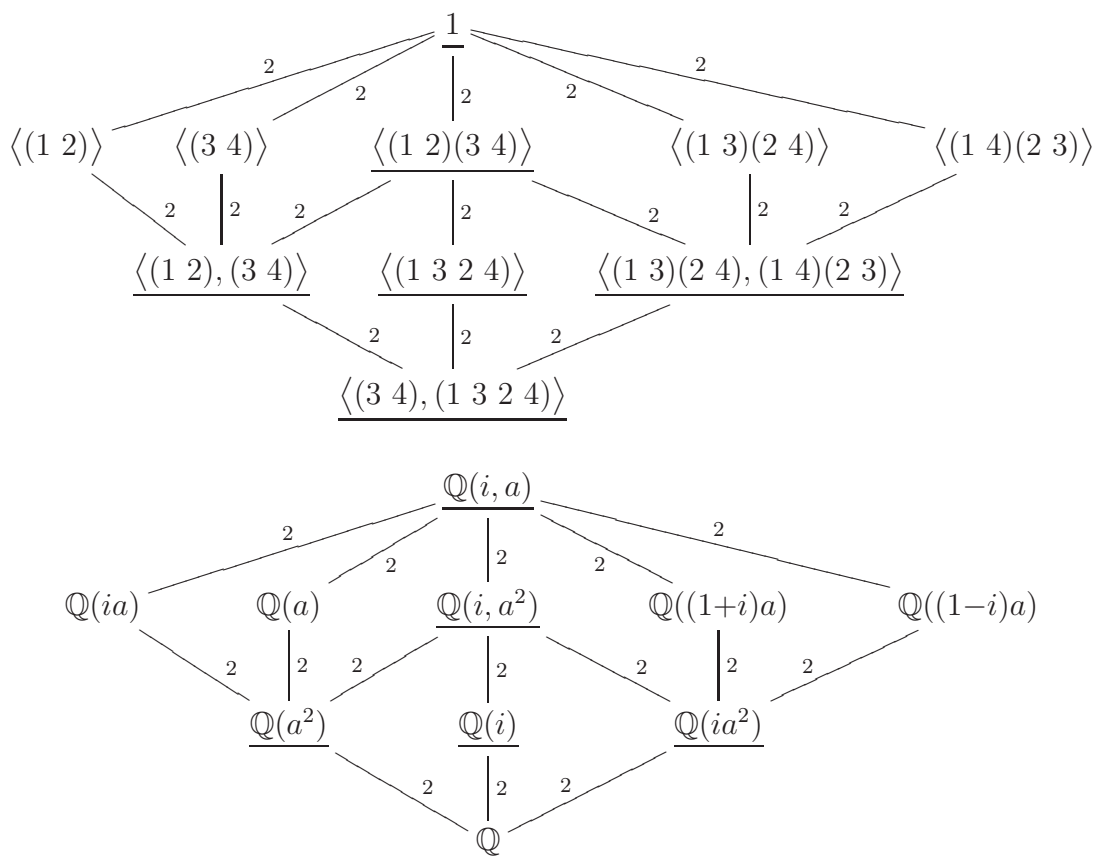 1
2 2 2 2 2
⟨(1 2)⟩ ⟨(3 4)⟩ ⟨(1 2)(3 4)⟩ ⟨(1 3)(2 4)⟩ ⟨(1 4)(2 3)⟩
2 2 2 2 2 2 2
⟨(1 2), (3 4)⟩ ⟨(1 3 2 4)⟩ ⟨(1 3)(2 4), (1 4)(2 3)⟩
2 2 2
⟨(3 4), (1 3 2 4)⟩
ℚ(i, a)
2 2 2 2 2
ℚ(ia) ℚ(a) ℚ(i, a²) ℚ((1+i)a) ℚ((1−i)a)
2 2 2 2 2 2 2
ℚ(a²) ℚ(i) ℚ(ia²)
2 2 2
ℚ